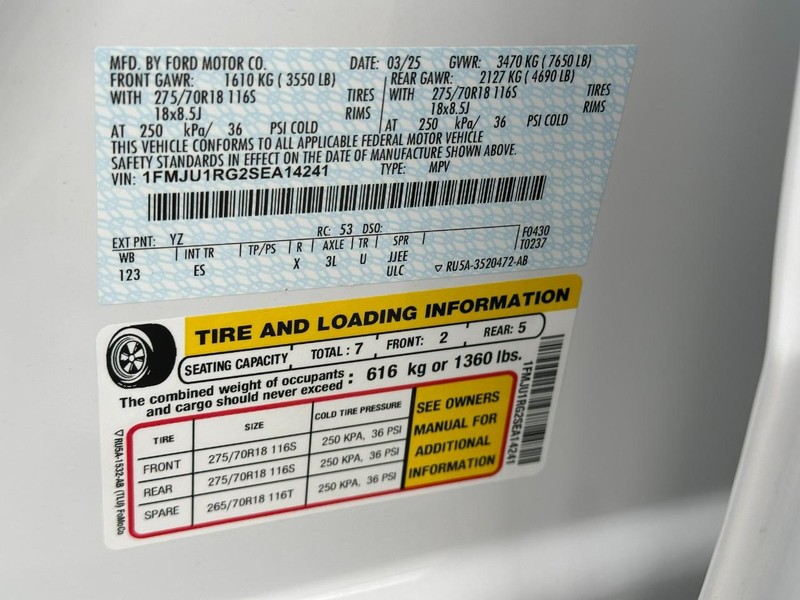 MFD. BY FORD MOTOR CO. DATE: 03/25 GVWR: 3470 KG ( 7650 LB)
FRONT GAWR: 1610 KG ( 3550 LB) REAR GAWR: 2127 KG ( 4690 LB)
WITH 275/70R18 116S TIRES WITH 275/70R18 116S TIRES
18x8.5J RIMS 18x8.5J RIMS
AT 250 kPa/ 36 PSI COLD AT 250 kPa/ 36 PSI COLD
THIS VEHICLE CONFORMS TO ALL APPLICABLE FEDERAL MOTOR VEHICLE
SAFETY STANDARDS IN EFFECT ON THE DATE OF MANUFACTURE SHOWN ABOVE.
VIN: 1FMJU1RG2SEA14241 TYPE: MPV
EXT PNT: YZ RC: 53 DSO: F0430
WB INT TR TP/PS R AXLE TR SPR T0237
123 ES X 3L U JJEE
ULC ▽ RU5A-3520472-AB
TIRE AND LOADING INFORMATION
SEATING CAPACITY TOTAL : 7 FRONT: 2 REAR: 5
The combined weight of occupants and cargo should never exceed : 616 kg or 1360 lbs.
TIRE SIZE COLD TIRE PRESSURE
FRONT 275/70R18 116S 250 KPA, 36 PSI
REAR 275/70R18 116S 250 KPA, 36 PSI
SPARE 265/70R18 116T 250 KPA, 36 PSI
SEE OWNERS
MANUAL FOR
ADDITIONAL
INFORMATION
1FMJU1RG2SEA14241
▽ RU5A-1532-AB (TLU) FoMoCo